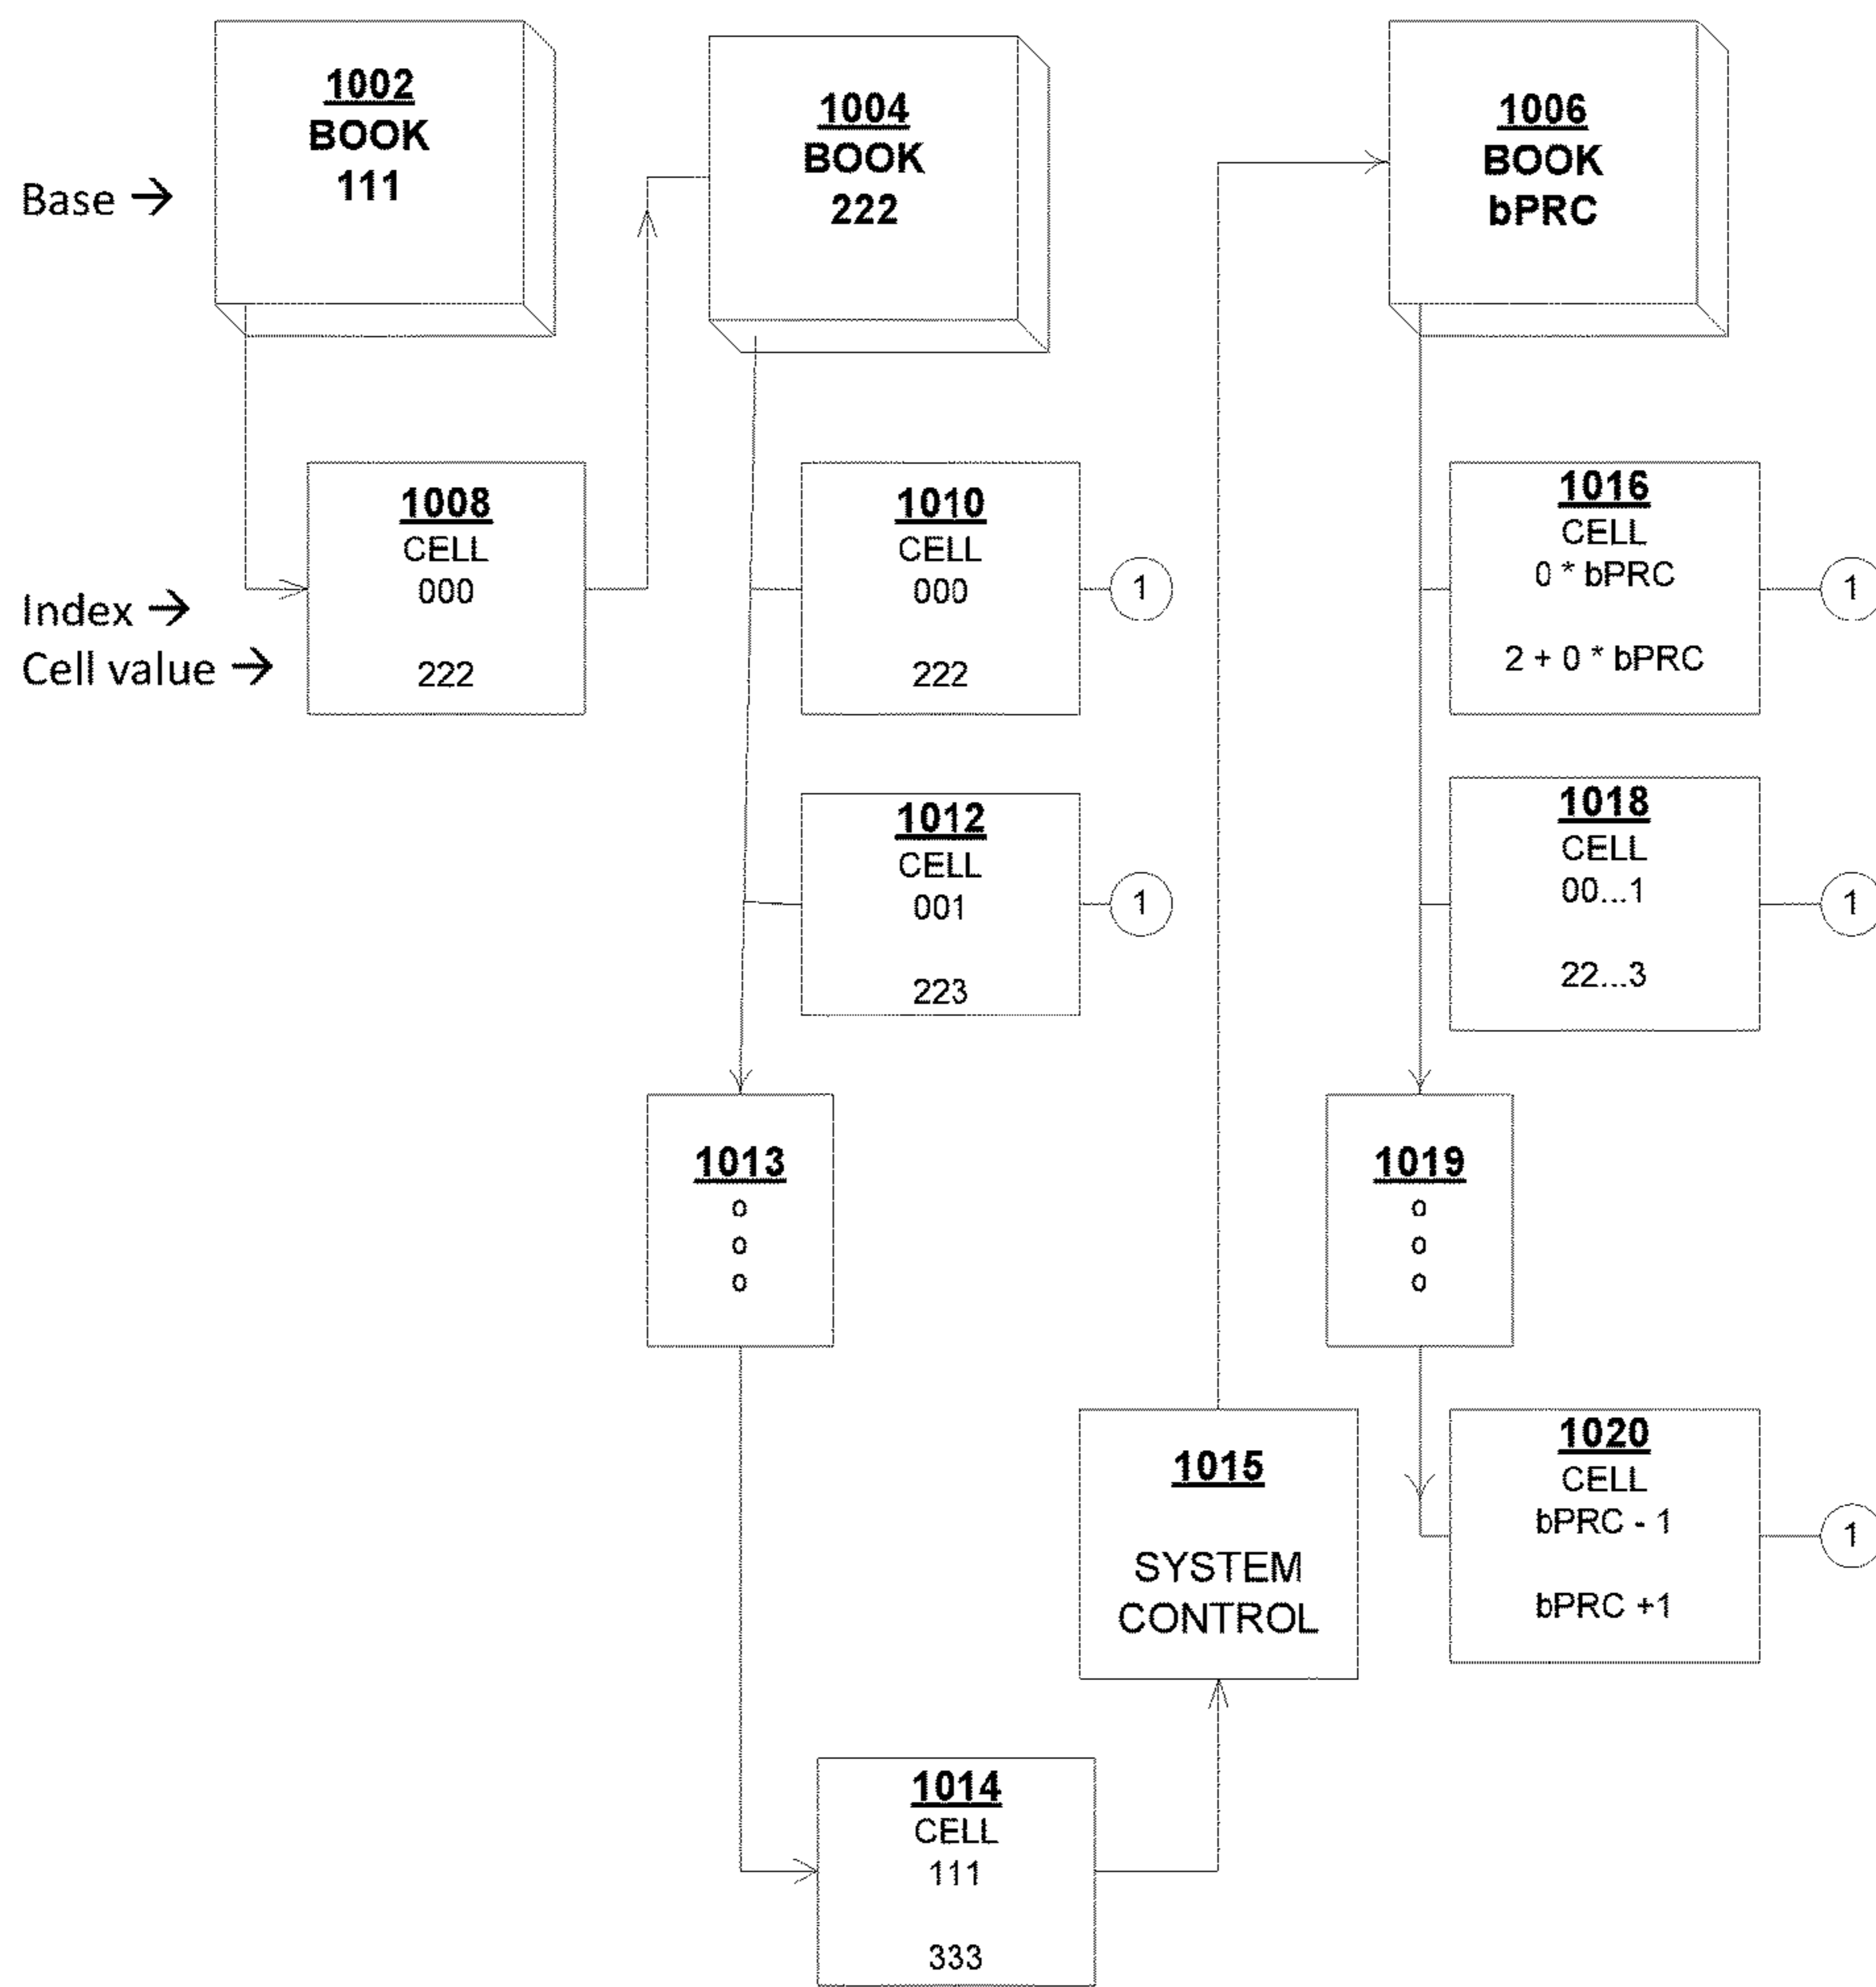 1002
BOOK
111
1004
BOOK
222
1006
BOOK
bPRC
Base →
1008
CELL
000
222
1010
CELL
000
222
1
1016
CELL
0 * bPRC
2 + 0 * bPRC
1
Index →
Cell value →
1012
CELL
001
223
1
1018
CELL
00...1
22...3
1
1013
o
o
o
1019
o
o
o
1015
SYSTEM
CONTROL
1020
CELL
bPRC - 1
bPRC +1
1
1014
CELL
111
333